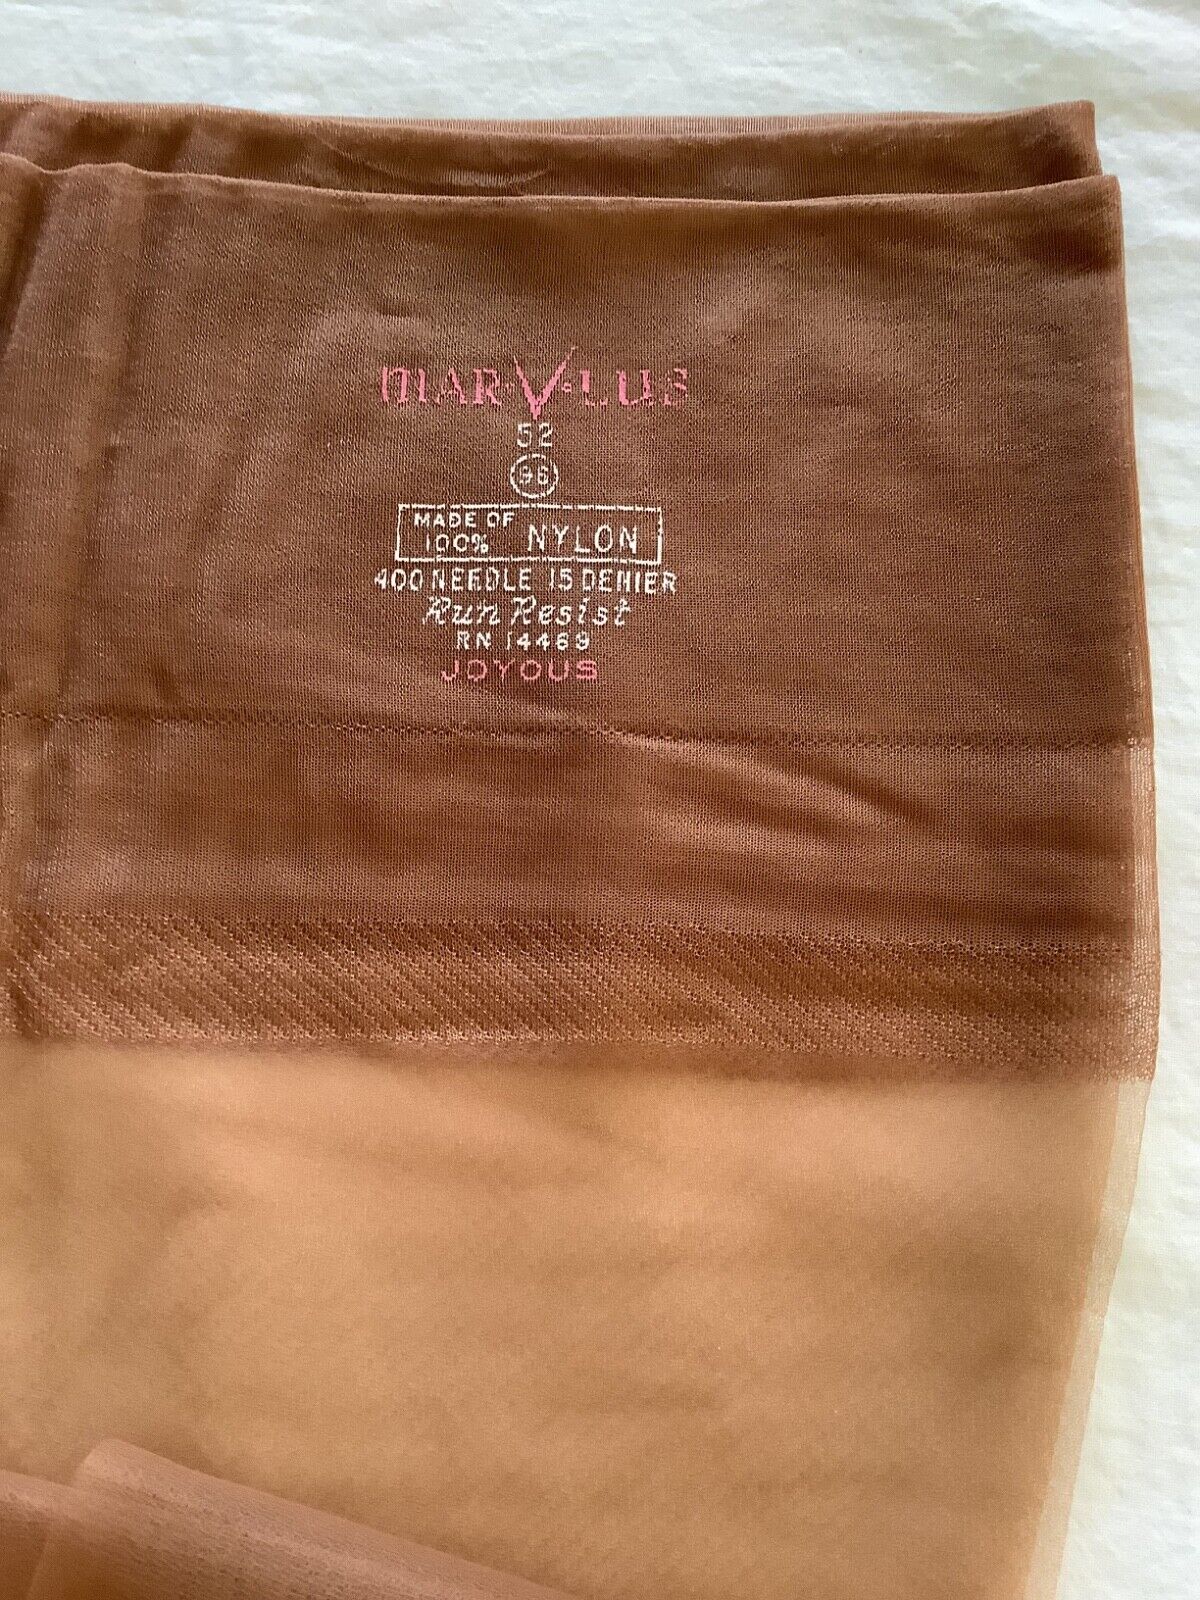 MAR·V·LUS
52
96
MADE OF 100% NYLON
400 NEEDLE 15 DENIER
Run Resist
RN 14469
JOYOUS